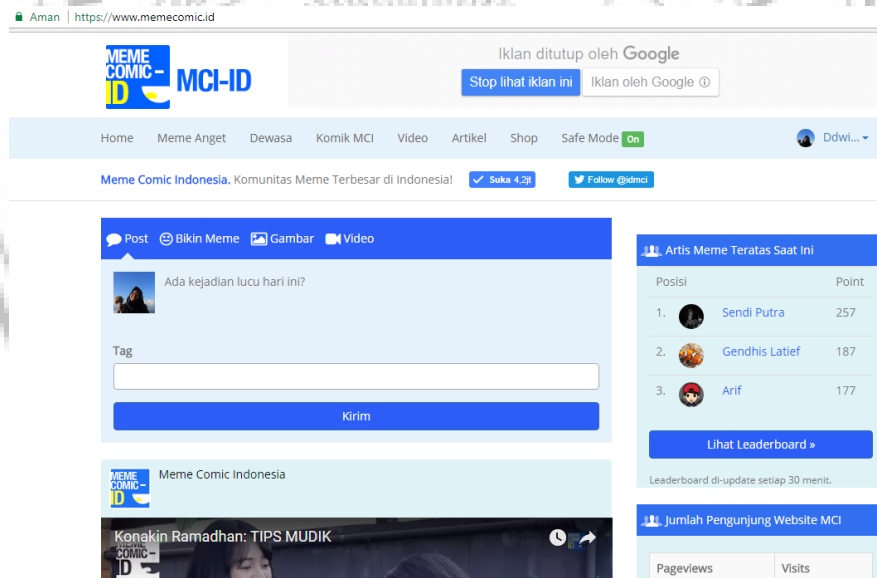 Aman | https://www.memecomic.id
MEME
COMIC -
ID
MCI-ID
Iklan ditutup oleh Google
Stop lihat iklan ini
Iklan oleh Google
Home Meme Anget Dewasa Komik MCI Video Artikel Shop Safe Mode On
Ddwi...
Meme Comic Indonesia. Komunitas Meme Terbesar di Indonesia!
Suka 4,2jt
Follow @idmci
Post Bikin Meme Gambar Video
Ada kejadian lucu hari ini?
Tag
Kirim
Artis Meme Teratas Saat Ini
Posisi Point
1. Sendi Putra 257
2. Gendhis Latief 187
3. Arif 177
Lihat Leaderboard »
Leaderboard di-update setiap 30 menit.
MEME
COMIC -
ID
Meme Comic Indonesia
Konakin Ramadhan: TIPS MUDIK
COMIC -
ID
Jumlah Pengunjung Website MCI
Pageviews Visits